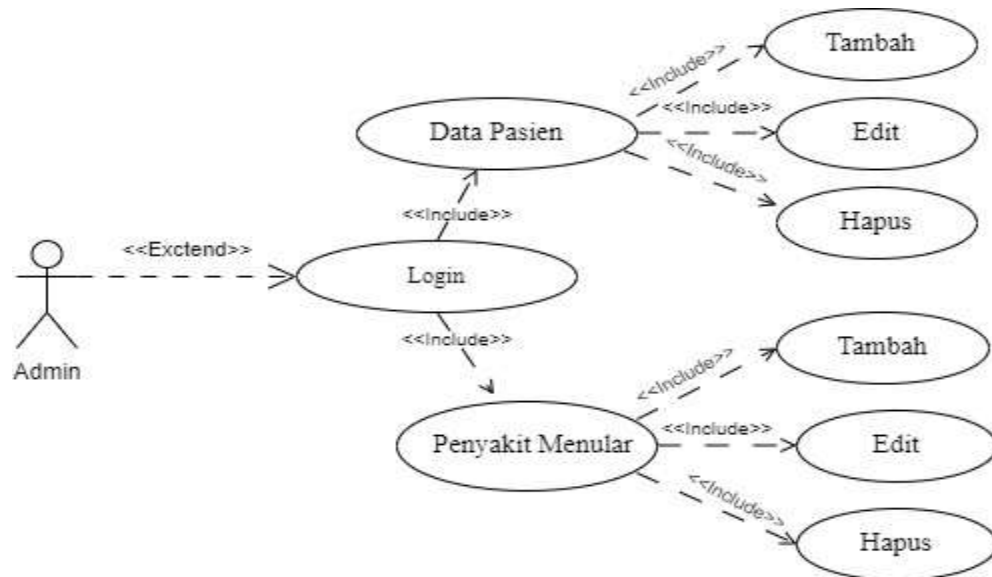 Tambah
<<Include>>
<<Include>>
Data Pasien
Edit
<<Include>>
<<Include>>
Hapus
<<Exctend>>
Login
Admin
<<Include>>
Tambah
<<Include>>
<<Include>>
Penyakit Menular
Edit
<<Include>>
Hapus